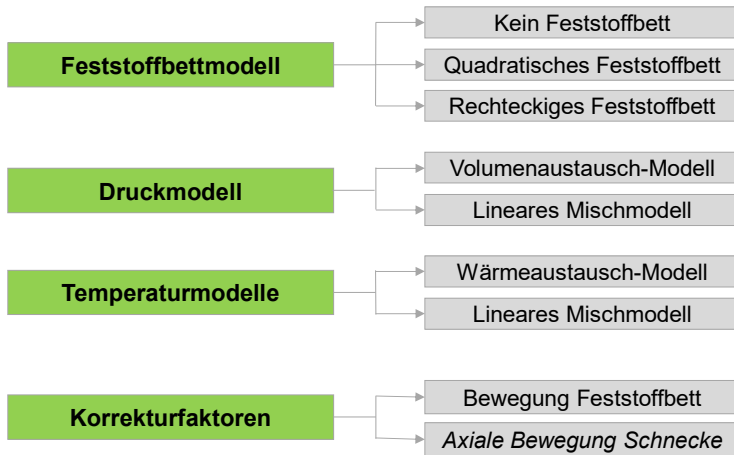 Feststoffbettmodell
Kein Feststoffbett
Quadratisches Feststoffbett
Rechteckiges Feststoffbett
Druckmodell
Volumenaustausch-Modell
Lineares Mischmodell
Temperaturmodelle
Wärmeaustausch-Modell
Lineares Mischmodell
Korrekturfaktoren
Bewegung Feststoffbett
Axiale Bewegung Schnecke